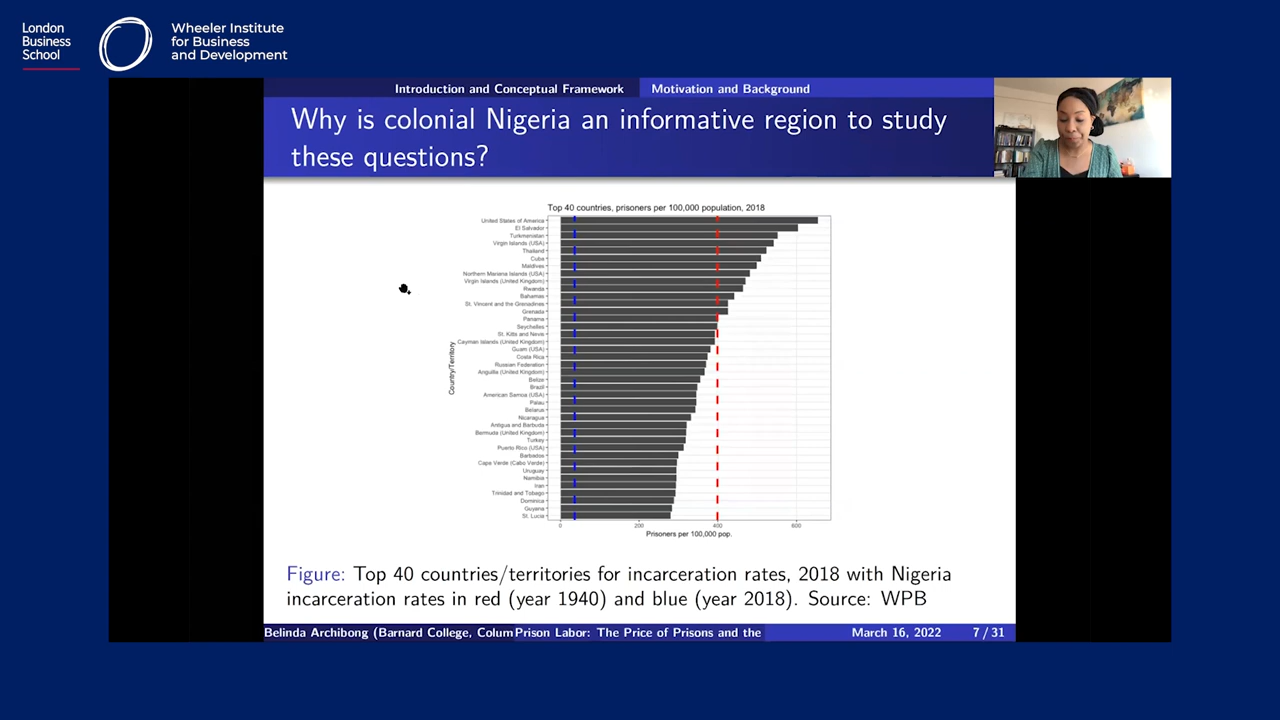 London
Business
School
Wheeler Institute
for Business
and Development
Introduction and Conceptual Framework
Motivation and Background
Why is colonial Nigeria an informative region to study
these questions?
Top 40 countries, prisoners per 100,000 population, 2018
Country/Territory
United States of America
El Salvador
Turkmenistan
Virgin Islands (USA)
Thailand
Cuba
Maldives
Northern Mariana Islands (USA)
Virgin Islands (United Kingdom)
Rwanda
Bahamas
St. Vincent and the Grenadines
Grenada
Panama
Seychelles
St. Kitts and Nevis
Cayman Islands (United Kingdom)
Guam (USA)
Costa Rica
Russian Federation
Anguilla (United Kingdom)
Belize
Brazil
American Samoa (USA)
Palau
Belarus
Nicaragua
Antigua and Barbuda
Bermuda (United Kingdom)
Turkey
Puerto Rico (USA)
Barbados
Cape Verde (Cabo Verde)
Uruguay
Namibia
Iran
Trinidad and Tobago
Dominica
Guyana
St. Lucia
0 200 400 600
Prisoners per 100,000 pop.
Figure: Top 40 countries/territories for incarceration rates, 2018 with Nigeria
incarceration rates in red (year 1940) and blue (year 2018). Source: WPB
Belinda Archibong (Barnard College, Colum Prison Labor: The Price of Prisons and the March 16, 2022 7 / 31